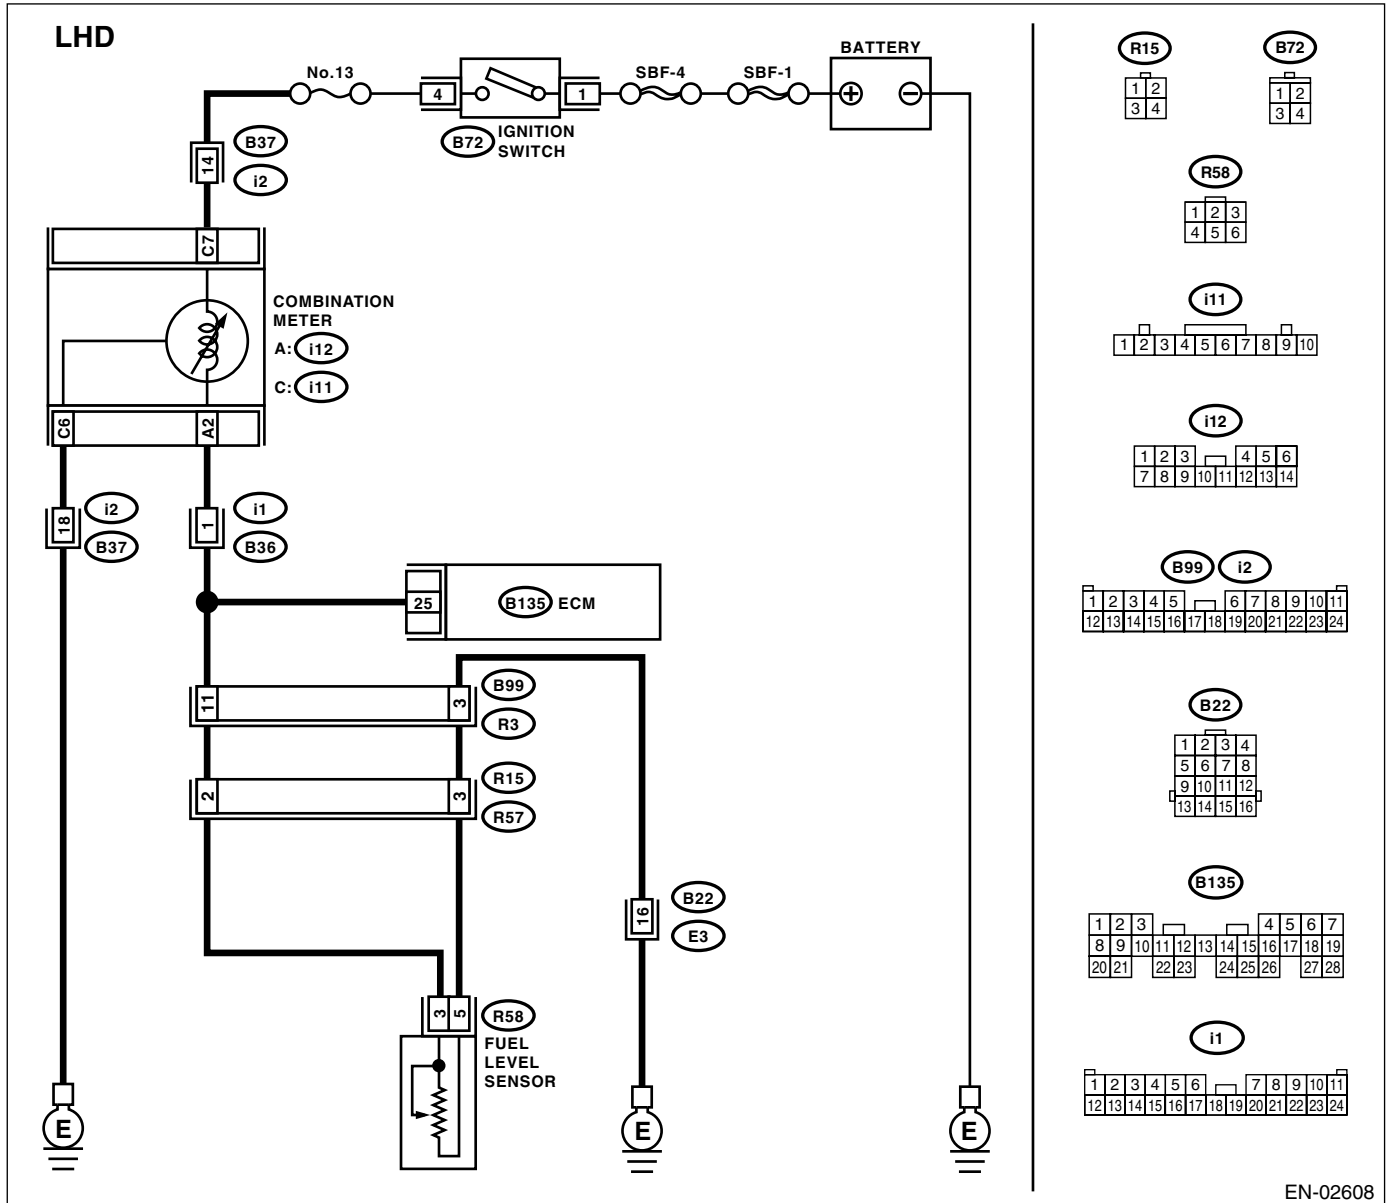 LHD
No.13
4
1
SBF-4
SBF-1
BATTERY
B72
IGNITION
SWITCH
14
B37
i2
C7
COMBINATION
METER
A: i12
C: i11
C6
A2
18
i2
B37
1
i1
B36
25
B135 ECM
11
3
B99
R3
2
3
R15
R57
16
B22
E3
3
5
R58
FUEL
LEVEL
SENSOR
E
E
E
R15
1 2
3 4
B72
1 2
3 4
R58
1 2 3
4 5 6
i11
1 2 3 4 5 6 7 8 9 10
i12
1 2 3 4 5 6
7 8 9 10 11 12 13 14
B99 i2
1 2 3 4 5 6 7 8 9 10 11
12 13 14 15 16 17 18 19 20 21 22 23 24
B22
1 2 3 4
5 6 7 8
9 10 11 12
13 14 15 16
B135
1 2 3 4 5 6 7
8 9 10 11 12 13 14 15 16 17 18 19
20 21 22 23 24 25 26 27 28
i1
1 2 3 4 5 6 7 8 9 10 11
12 13 14 15 16 17 18 19 20 21 22 23 24
EN-02608